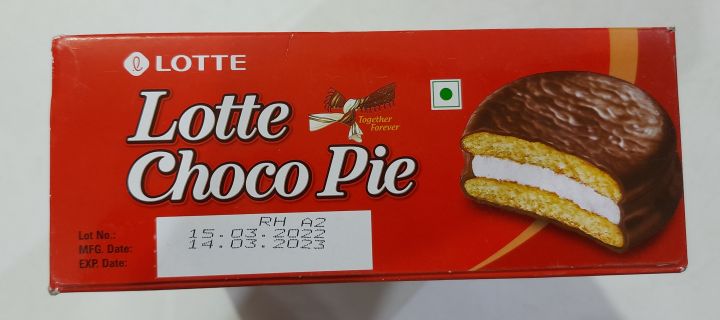 LOTTE
Lotte
Choco Pie
Together
Forever
Lot No.: RH A2
MFG. Date: 15.03.2022
EXP. Date: 14.03.2023